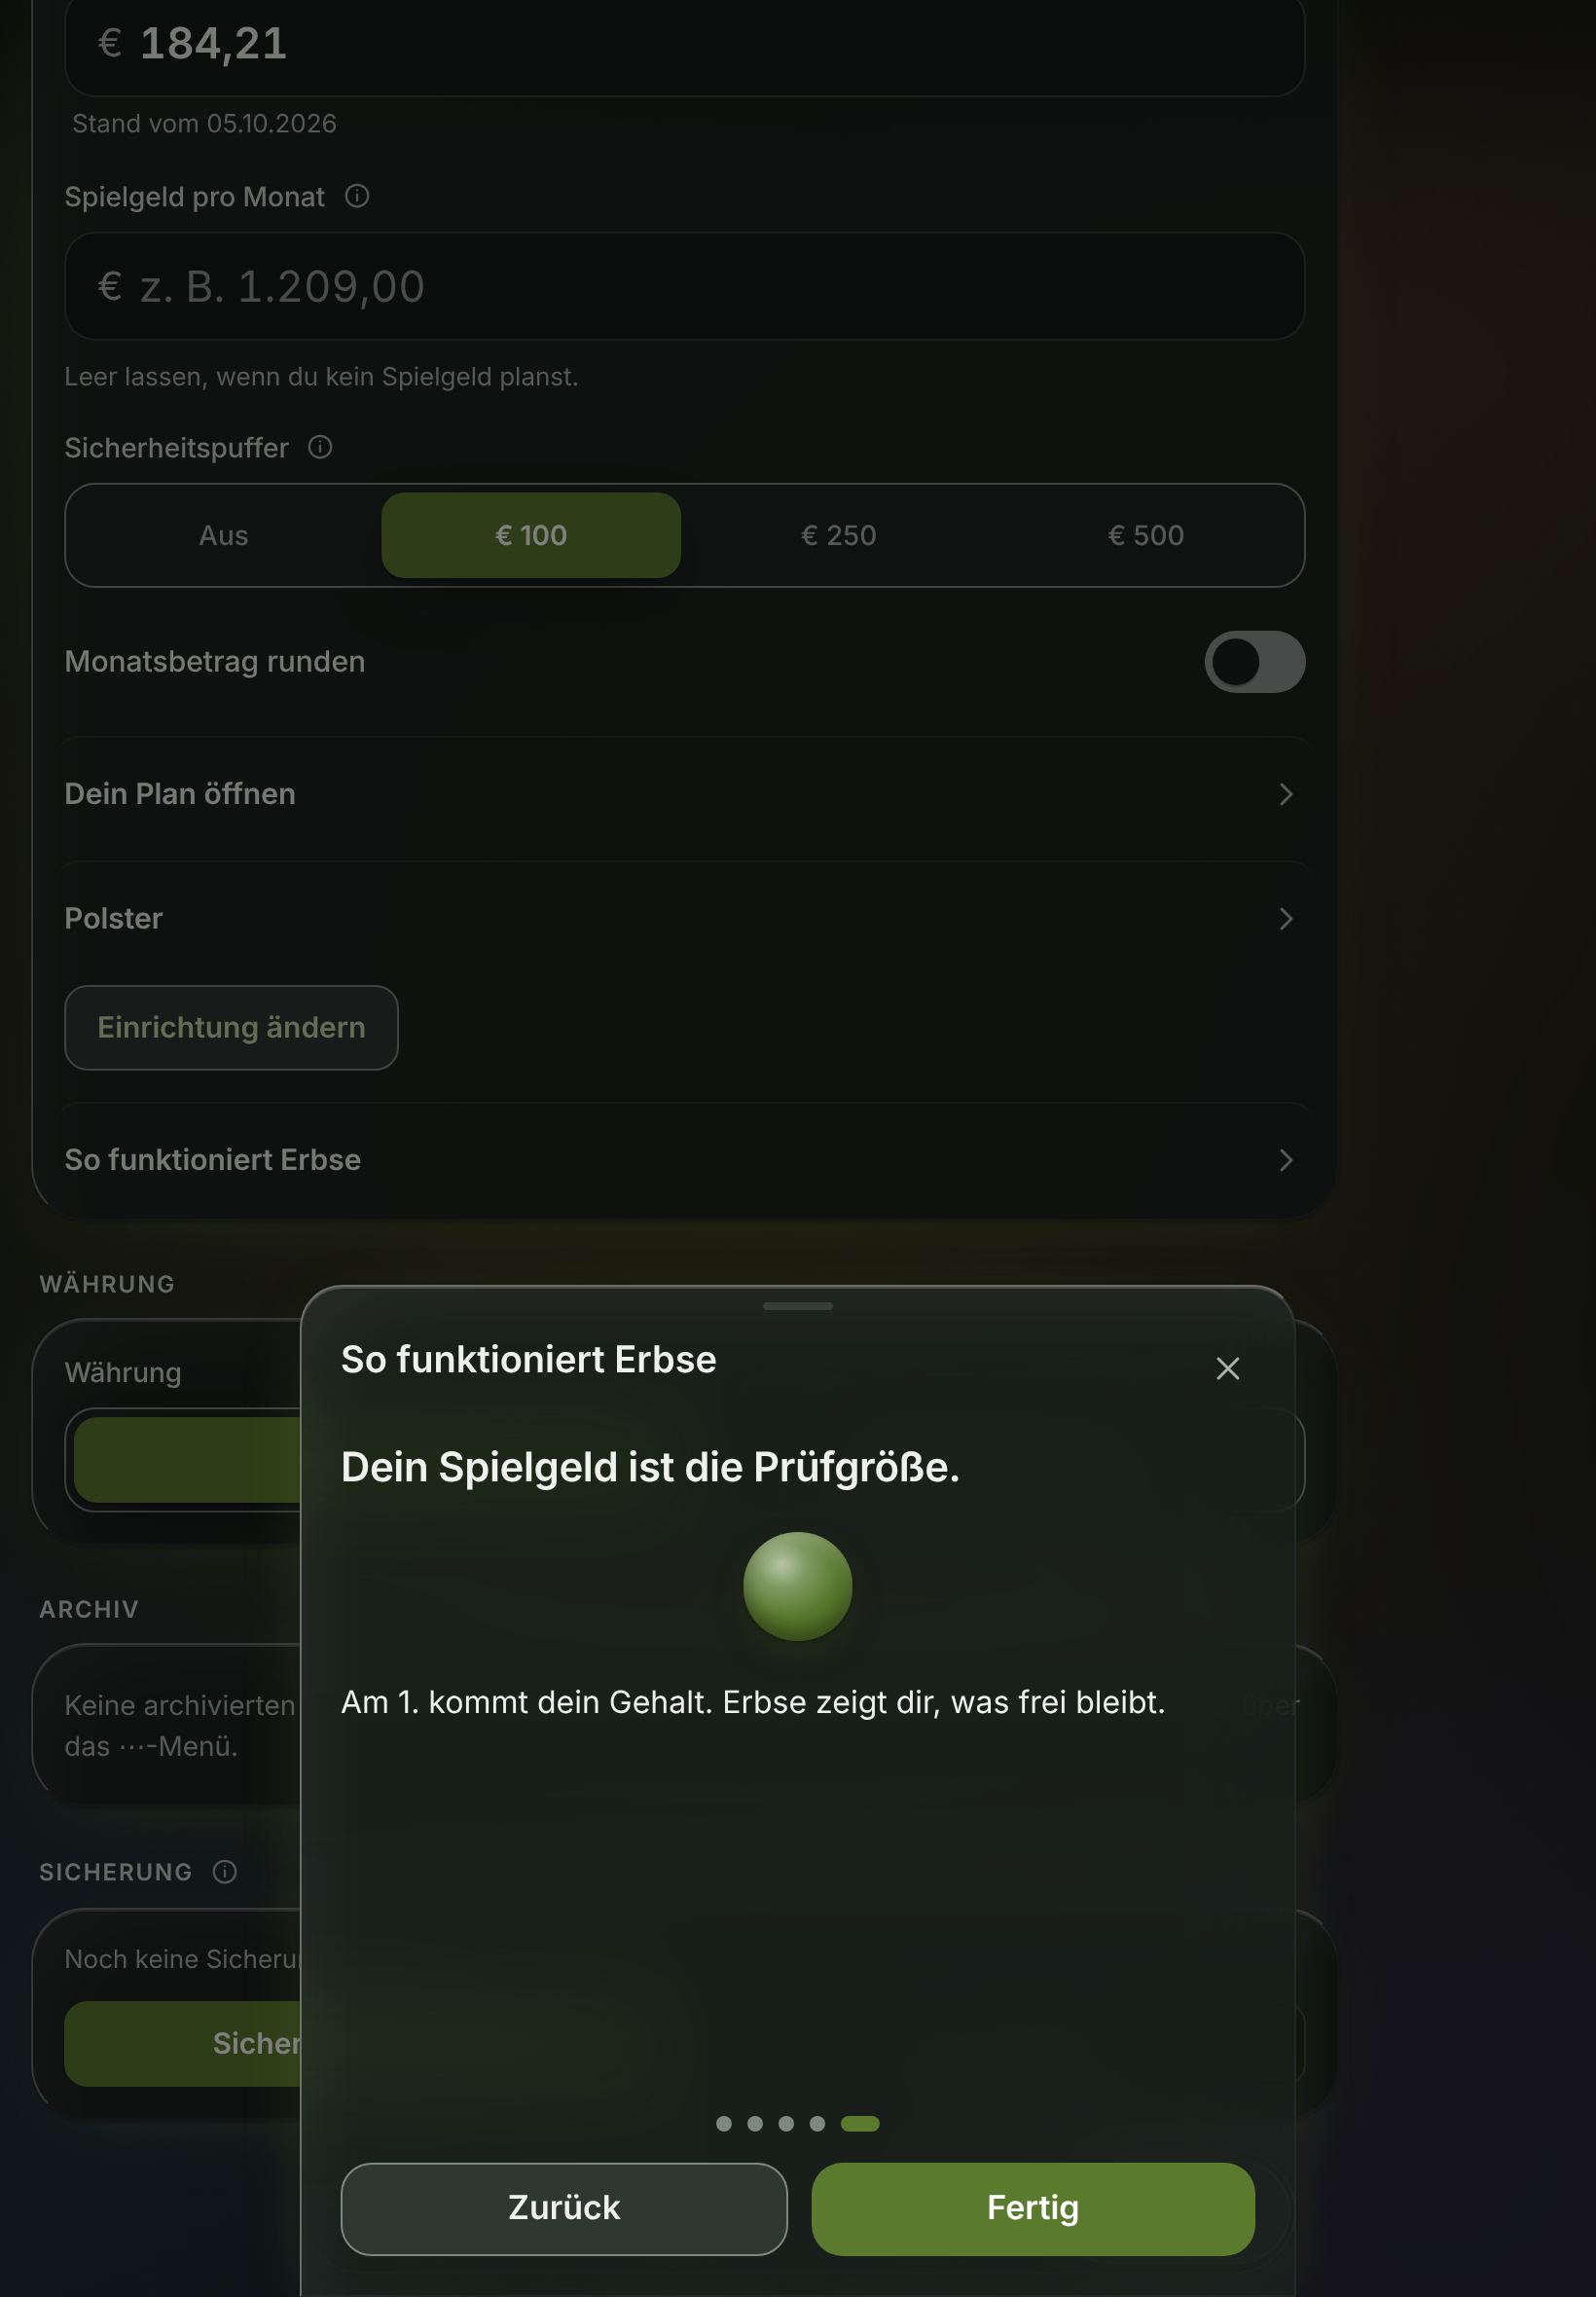 € 184,21
Stand vom 05.10.2026
Spielgeld pro Monat
€ z. B. 1.209,00
Leer lassen, wenn du kein Spielgeld planst.
Sicherheitspuffer
Aus € 100 € 250 € 500
Monatsbetrag runden
Dein Plan öffnen
Polster
Einrichtung ändern
So funktioniert Erbse
WÄHRUNG
Währung
ARCHIV
Keine archivierten
das ···-Menü.
SICHERUNG
Noch keine
So funktioniert Erbse
Dein Spielgeld ist die Prüfgröße.
Am 1. kommt dein Gehalt. Erbse zeigt dir, was frei bleibt.
Zurück Fertig